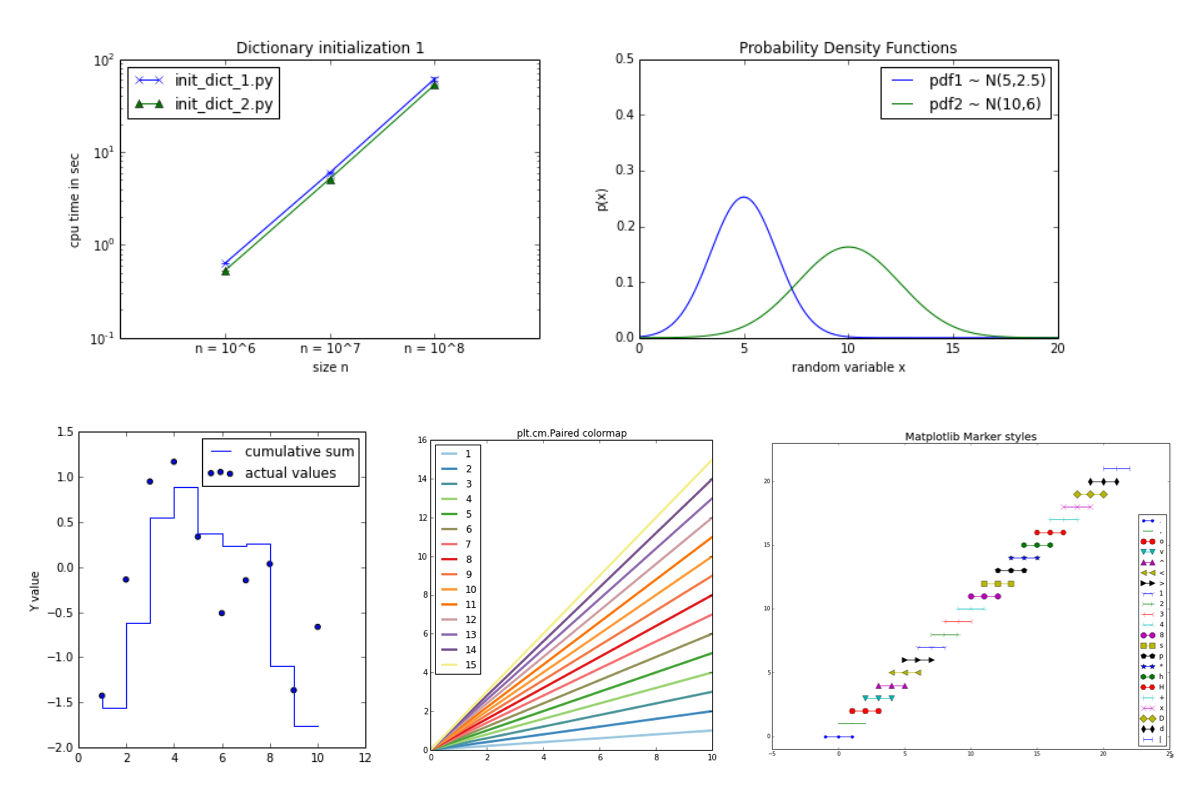 Dictionary initialization 1
init_dict_1.py
init_dict_2.py
10^2
10^1
10^0
10^-1
cpu time in sec
n = 10^6 n = 10^7 n = 10^8
size n
Probability Density Functions
pdf1 ~ N(5,2.5)
pdf2 ~ N(10,6)
0.5
0.4
0.3
0.2
0.1
0.0
p(x)
0 5 10 15 20
random variable x
cumulative sum
actual values
1.5
1.0
0.5
0.0
−0.5
−1.0
−1.5
−2.0
Y value
0 2 4 6 8 10 12
plt.cm.Paired colormap
16
14
12
10
8
6
4
2
0
1
2
3
4
5
6
7
8
9
10
11
12
13
14
15
0 2 4 6 8 10
Matplotlib Marker styles
20
15
10
5
0
.
,
o
v
^
<
>
1
2
3
4
8
s
p
*
h
H
+
x
D
d
|
−5 0 5 10 15 20 25